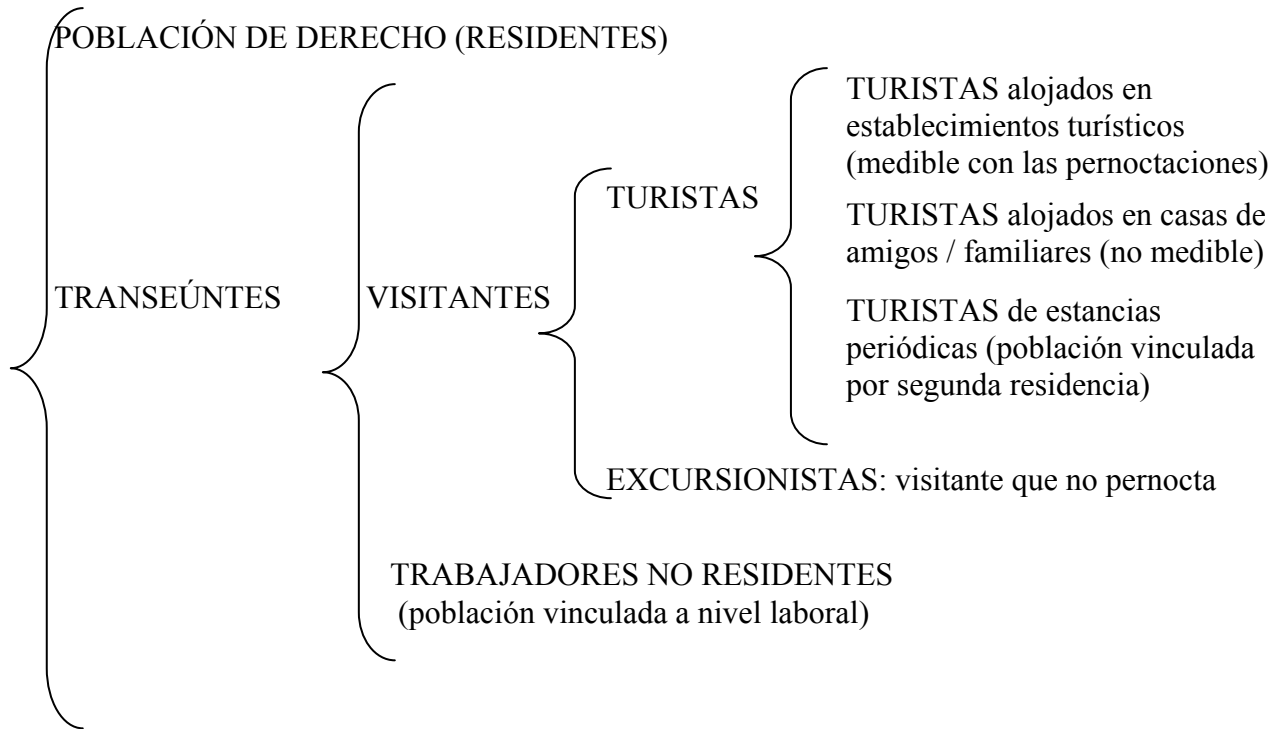 POBLACIÓN DE DERECHO (RESIDENTES)
TRANSEÚNTES
VISITANTES
TURISTAS
TURISTAS alojados en
establecimientos turísticos
(medible con las pernoctaciones)
TURISTAS alojados en casas de
amigos / familiares (no medible)
TURISTAS de estancias
periódicas (población vinculada
por segunda residencia)
EXCURSIONISTAS: visitante que no pernocta
TRABAJADORES NO RESIDENTES
(población vinculada a nivel laboral)